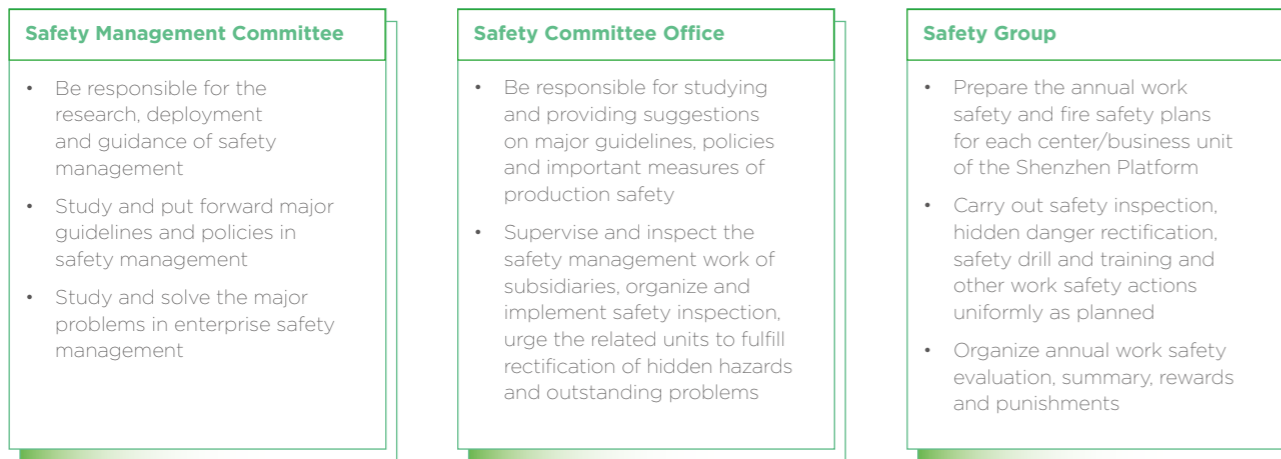 Safety Management Committee
• Be responsible for the
research, deployment
and guidance of safety
management
• Study and put forward major
guidelines and policies in
safety management
• Study and solve the major
problems in enterprise safety
management
Safety Committee Office
• Be responsible for studying
and providing suggestions
on major guidelines, policies
and important measures of
production safety
• Supervise and inspect the
safety management work of
subsidiaries, organize and
implement safety inspection,
urge the related units to fulfill
rectification of hidden hazards
and outstanding problems
Safety Group
• Prepare the annual work
safety and fire safety plans
for each center/business unit
of the Shenzhen Platform
• Carry out safety inspection,
hidden danger rectification,
safety drill and training and
other work safety actions
uniformly as planned
• Organize annual work safety
evaluation, summary, rewards
and punishments